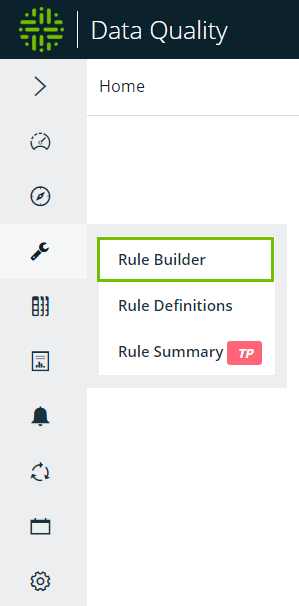 Data Quality
Home
Rule Builder
Rule Definitions
Rule Summary TP